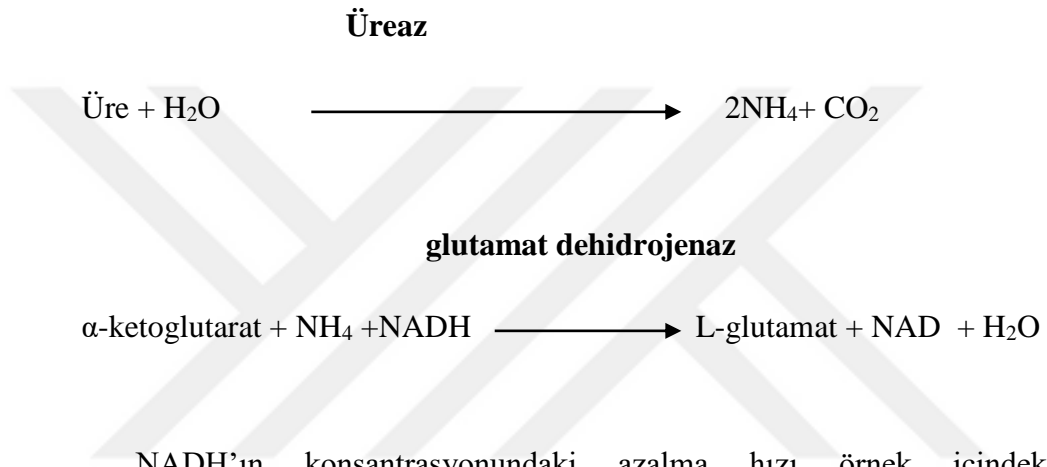 Üreaz
Üre + H₂O → 2NH₄+ CO₂
glutamat dehidrojenaz
α-ketoglutarat + NH₄ +NADH → L-glutamat + NAD + H₂O
NADH’ın konsantrasyonundaki azalma hızı örnek içindek